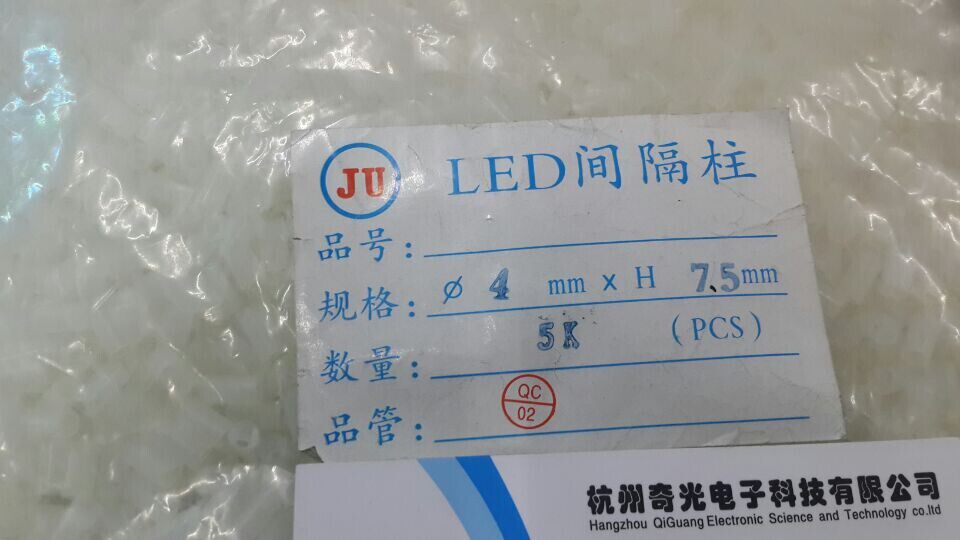 JU LED间隔柱
品号:
规格: ø 4 mm x H 7.5mm
数量: 5K (PCS)
品管: QC 02
杭州奇光电子科技有限公司
Hangzhou QiGuang Electronic Science and Technology co.ltd